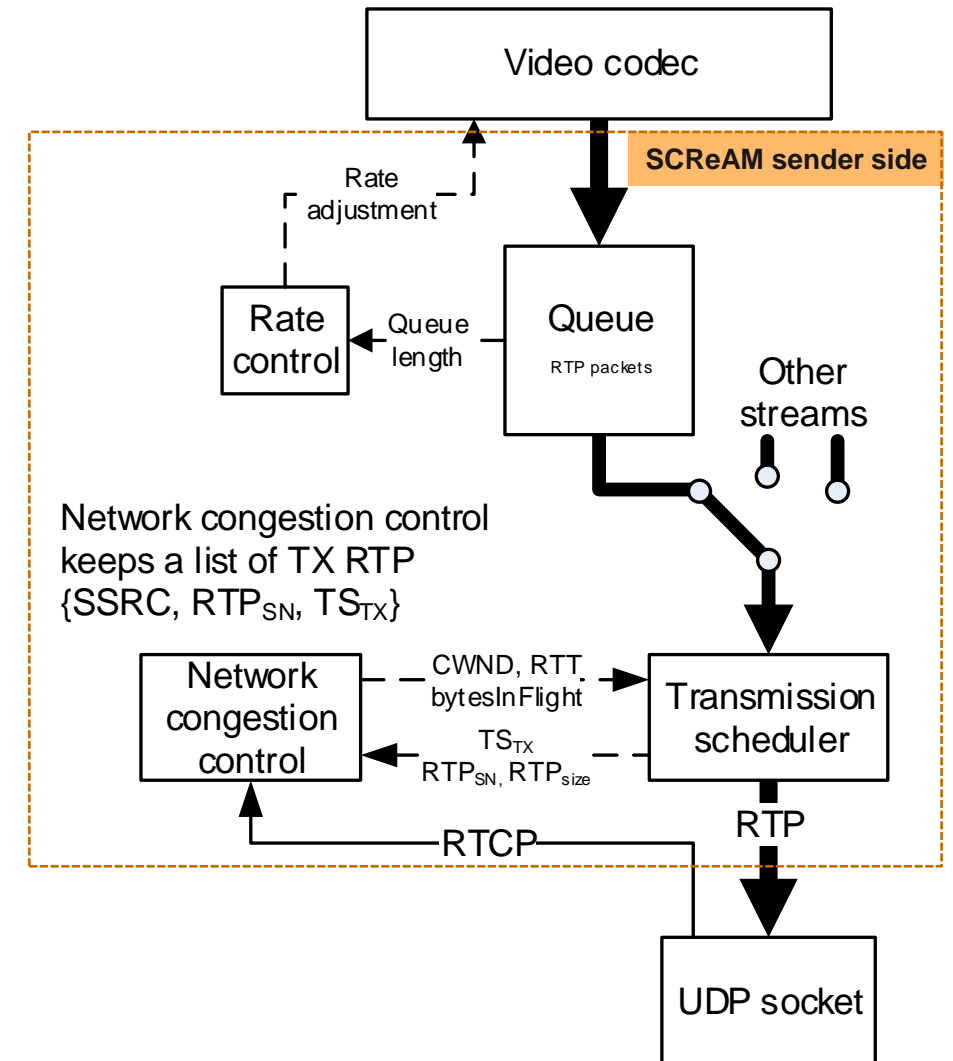 Video codec
SCReAM sender side
Rate
adjustment
Rate
control
Queue
length
Queue
RTP packets
Other
streams
Network congestion control
keeps a list of TX RTP
{SSRC, RTPSN, TSTX}
Network
congestion
control
CWND, RTT
bytesInFlight
TSTX
RTPSN, RTPsize
Transmission
scheduler
RTP
RTCP
UDP socket